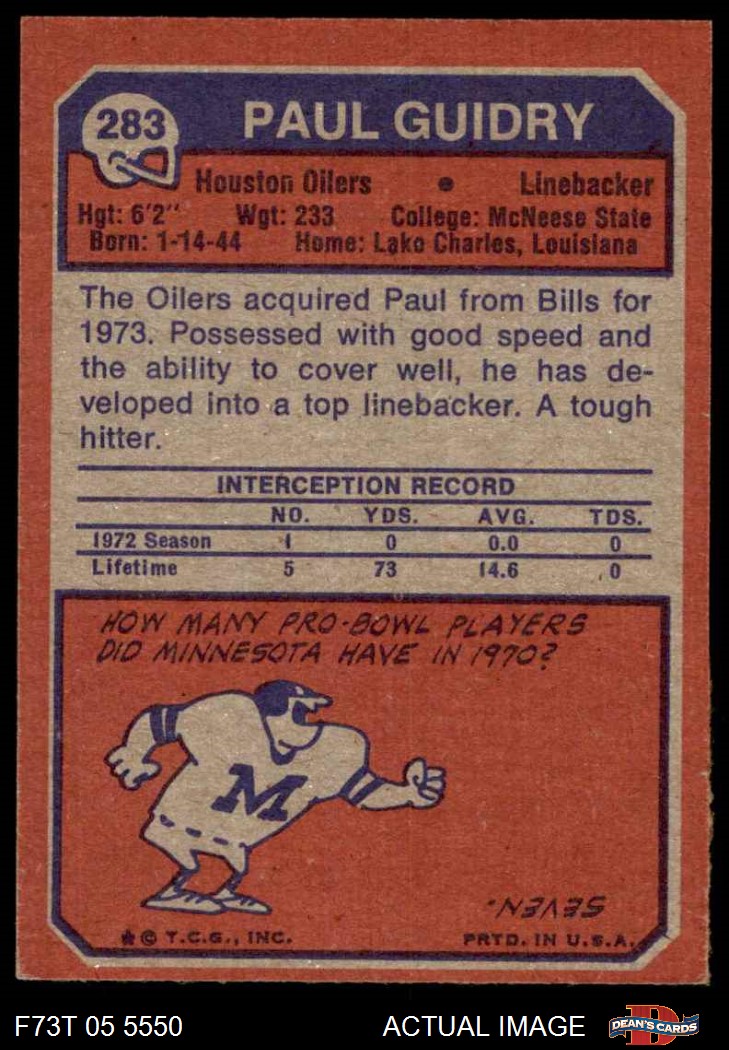 283
PAUL GUIDRY
Houston Oilers • Linebacker
Hgt: 6'2" Wgt: 233 College: McNeese State
Born: 1-14-44 Home: Lake Charles, Louisiana
The Oilers acquired Paul from Bills for
1973. Possessed with good speed and
the ability to cover well, he has de-
veloped into a top linebacker. A tough
hitter.
INTERCEPTION RECORD
NO. YDS. AVG. TDS.
1972 Season 1 0 0.0 0
Lifetime 5 73 14.6 0
HOW MANY PRO-BOWL PLAYERS
DID MINNESOTA HAVE IN 1970?
M
SEVEN.
★ © T.C.G., INC. PRTD. IN U.S.A.
F73T 05 5550 ACTUAL IMAGE DEAN'S CARDS